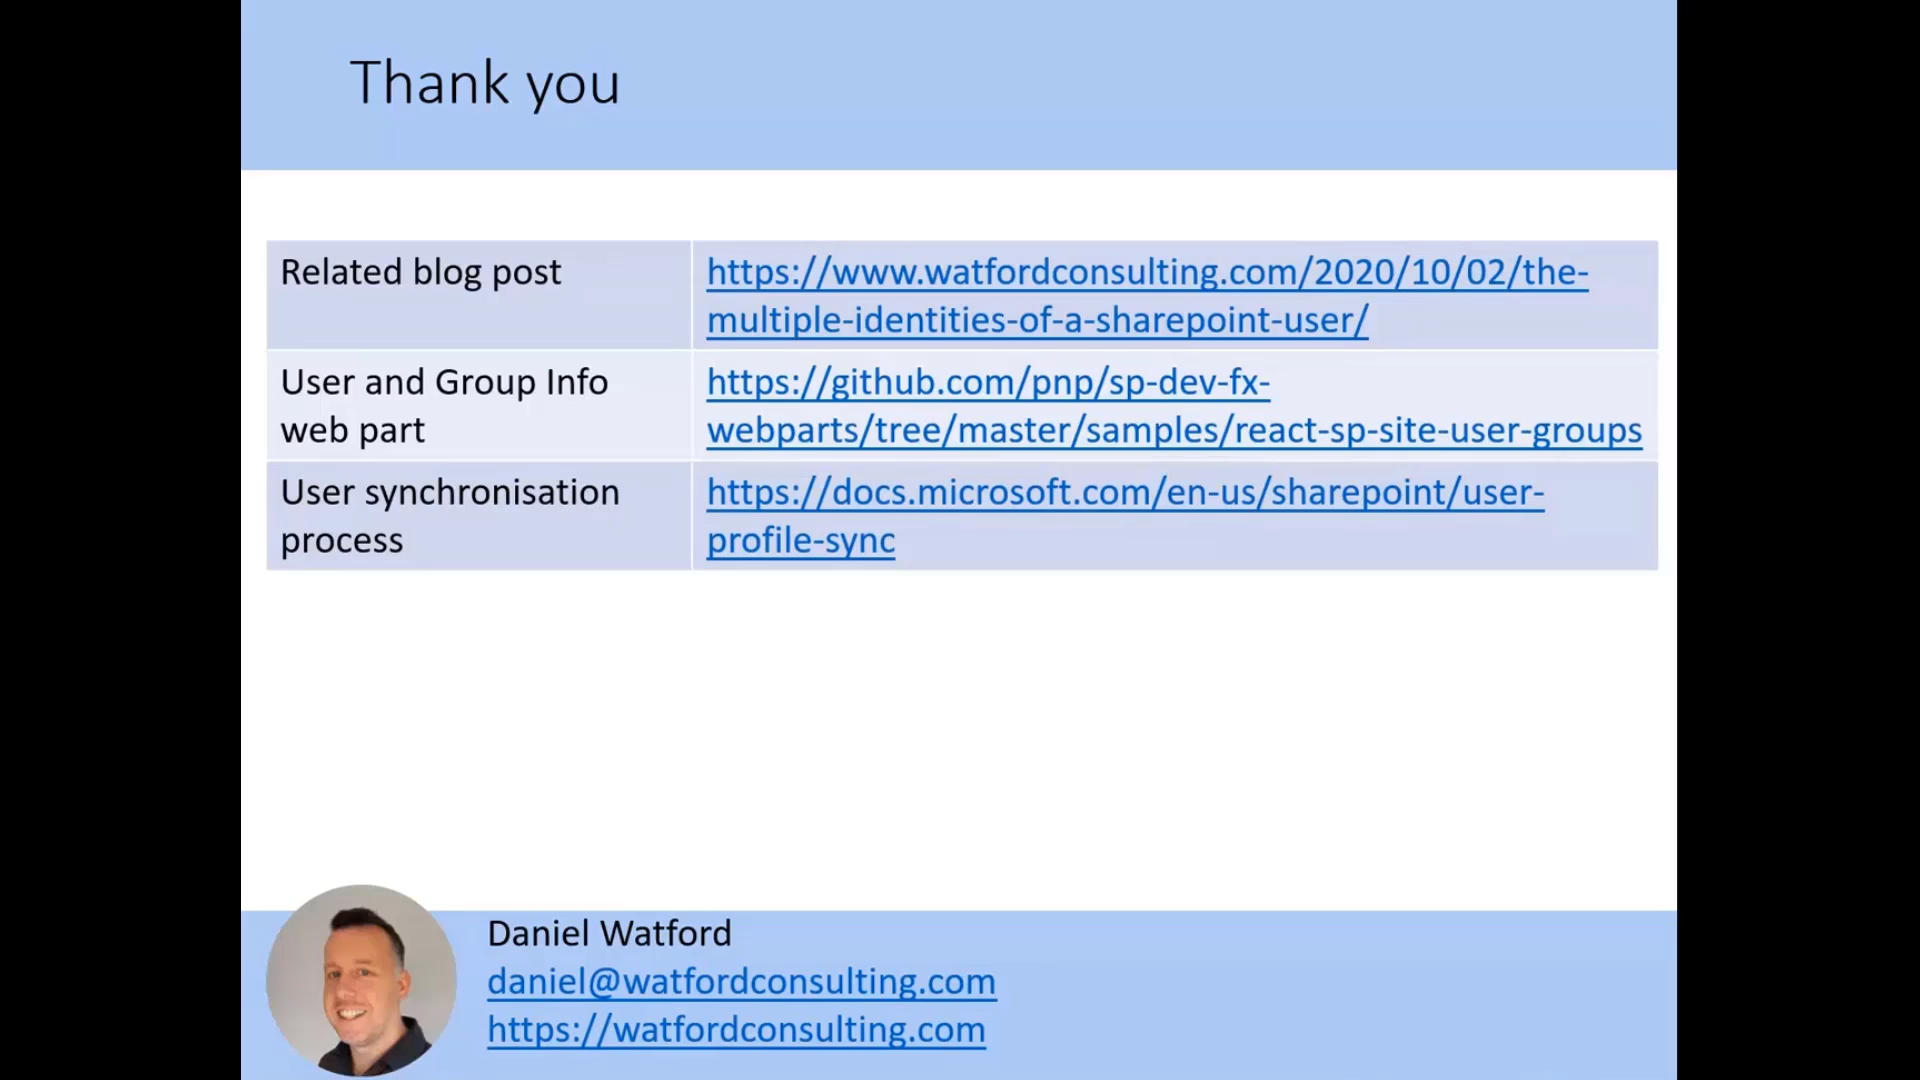 Thank you
Related blog post
https://www.watfordconsulting.com/2020/10/02/the-
multiple-identities-of-a-sharepoint-user/
User and Group Info
web part
https://github.com/pnp/sp-dev-fx-
webparts/tree/master/samples/react-sp-site-user-groups
User synchronisation
process
https://docs.microsoft.com/en-us/sharepoint/user-
profile-sync
Daniel Watford
daniel@watfordconsulting.com
https://watfordconsulting.com